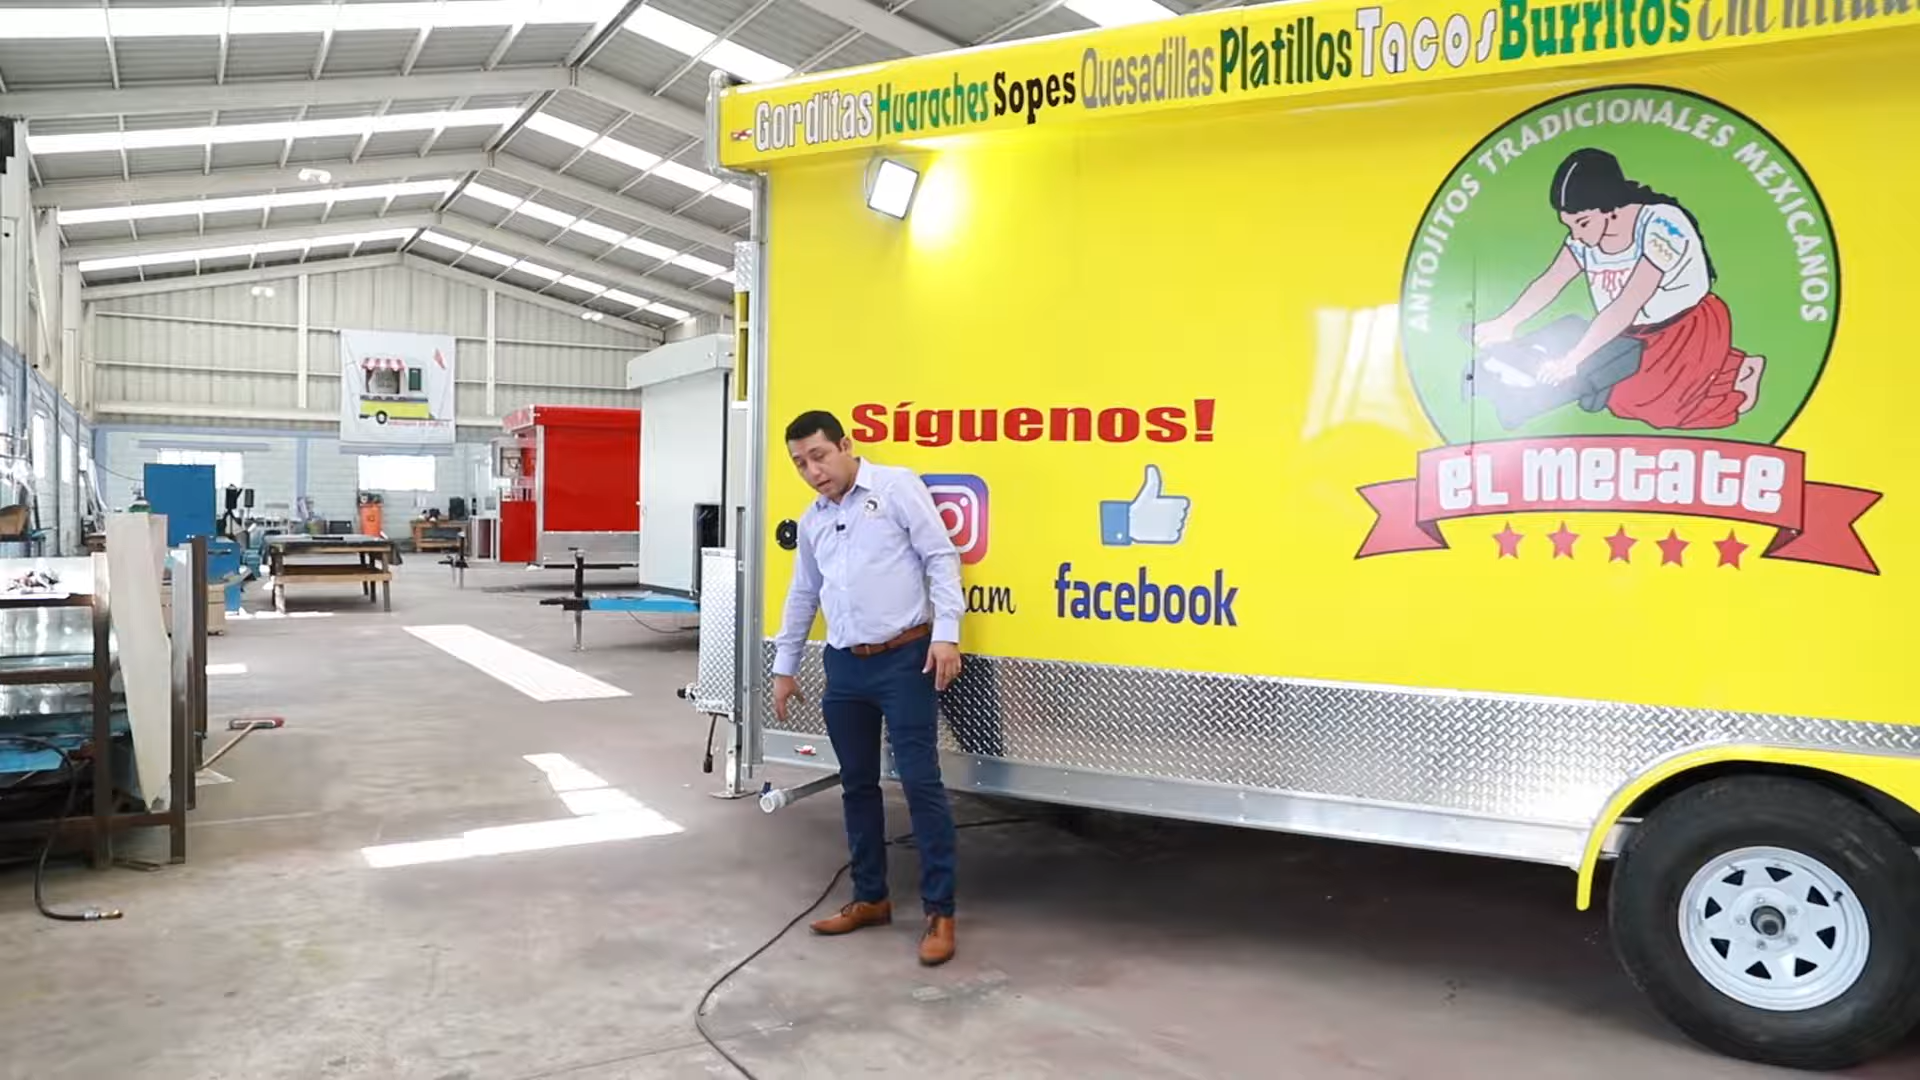 Gorditas Huaraches Sopes Quesadillas Platillos Tacos Burritos
ANTOJITOS TRADICIONALES MEXICANOS
EL METATE
Síguenos!
facebook